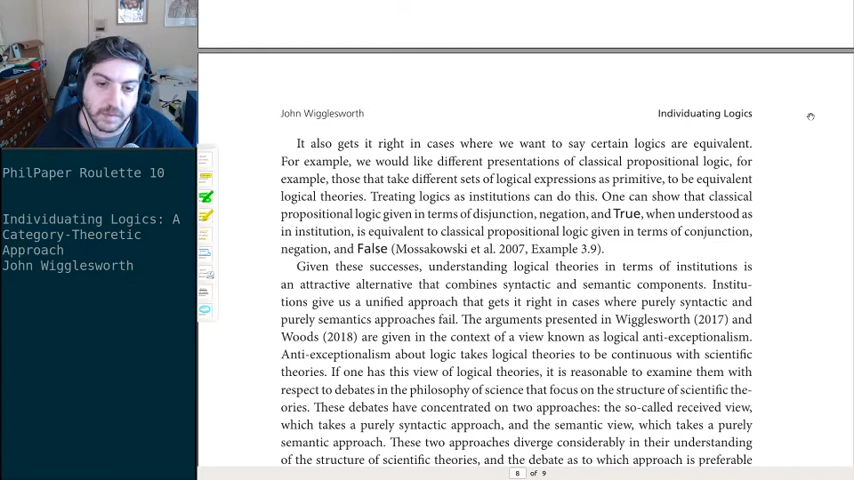 PhilPaper Roulette 10
Individuating Logics: A
Category-Theoretic
Approach
John Wigglesworth
John Wigglesworth
Individuating Logics
It also gets it right in cases where we want to say certain logics are equivalent.
For example, we would like different presentations of classical propositional logic, for
example, those that take different sets of logical expressions as primitive, to be equivalent
logical theories. Treating logics as institutions can do this. One can show that classical
propositional logic given in terms of disjunction, negation, and True, when understood as
in institution, is equivalent to classical propositional logic given in terms of conjunction,
negation, and False (Mossakowski et al. 2007, Example 3.9).
Given these successes, understanding logical theories in terms of institutions is
an attractive alternative that combines syntactic and semantic components. Institu-
tions give us a unified approach that gets it right in cases where purely syntactic and
purely semantics approaches fail. The arguments presented in Wigglesworth (2017) and
Woods (2018) are given in the context of a view known as logical anti-exceptionalism.
Anti-exceptionalism about logic takes logical theories to be continuous with scientific
theories. If one has this view of logical theories, it is reasonable to examine them with
respect to debates in the philosophy of science that focus on the structure of scientific the-
ories. These debates have concentrated on two approaches: the so-called received view,
which takes a purely syntactic approach, and the semantic view, which takes a purely
semantic approach. These two approaches diverge considerably in their understanding
of the structure of scientific theories, and the debate as to which approach is preferable
8 of 9